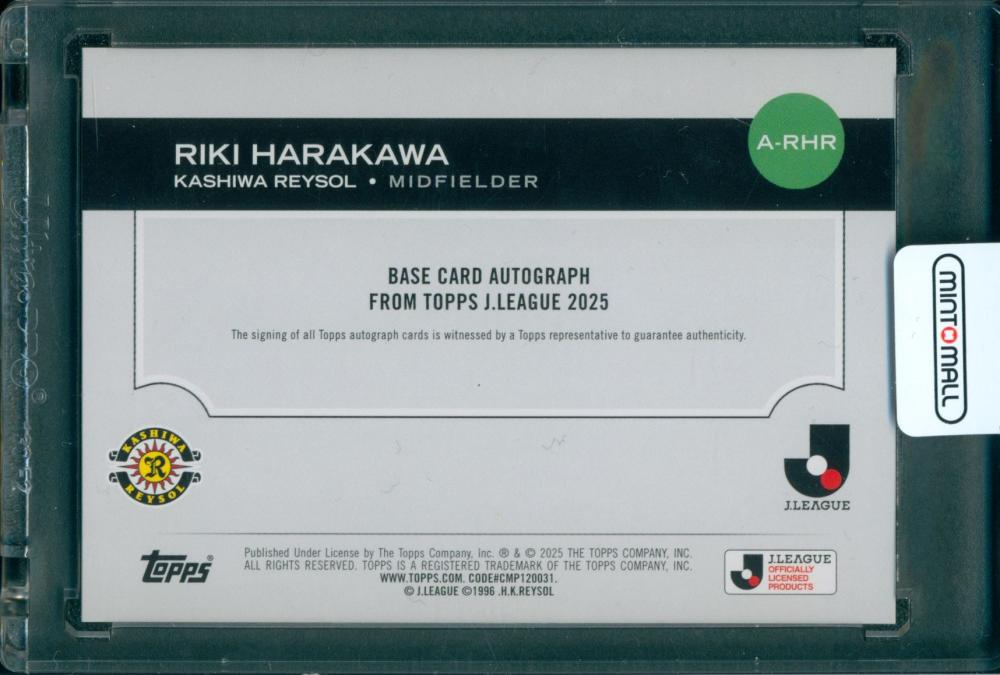 RIKI HARAKAWA
KASHIWA REYSOL • MIDFIELDER
A-RHR
BASE CARD AUTOGRAPH
FROM TOPPS J.LEAGUE 2025
The signing of all Topps autograph cards is witnessed by a Topps representative to guarantee authenticity.
MINT MALL
KASHIWA
R
REYSOL
J.LEAGUE
topps®
Published Under License by The Topps Company, Inc. ® & © 2025 THE TOPPS COMPANY, INC.
ALL RIGHTS RESERVED. TOPPS IS A REGISTERED TRADEMARK OF THE TOPPS COMPANY, INC.
WWW.TOPPS.COM. CODE#CMP120031.
© J.LEAGUE ©1996 .H.K.REYSOL
J.LEAGUE
OFFICIALLY
LICENSED
PRODUCTS